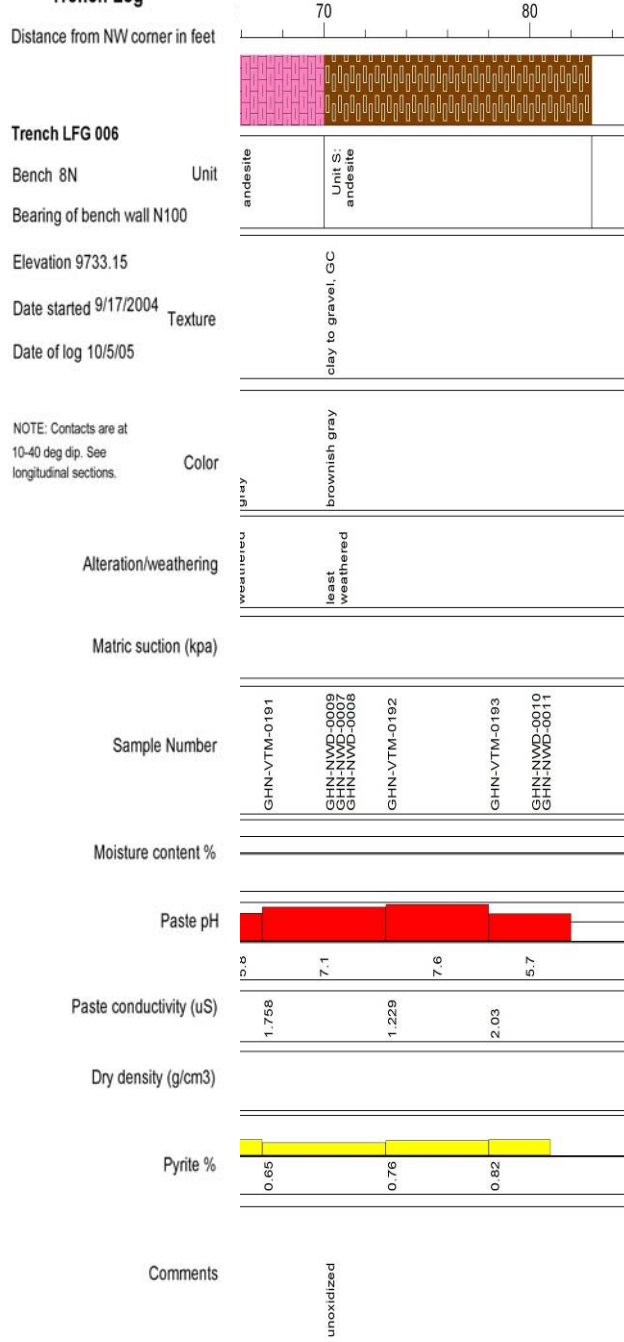 Trench Log
70 80
Distance from NW corner in feet
Trench LFG 006
Bench 8N
Unit
andesite
Unit S:
andesite
Bearing of bench wall N100
Elevation 9733.15
Date started 9/17/2004
Texture
clay to gravel, GC
Date of log 10/5/05
NOTE: Contacts are at
10-40 deg dip. See
longitudinal sections.
Color
gray
brownish gray
Alteration/weathering
weathered
least
weathered
Matric suction (kpa)
Sample Number
GHN-VTM-0191
GHN-NWD-0009
GHN-NWD-0007
GHN-NWD-0008
GHN-VTM-0192
GHN-VTM-0193
GHN-NWD-0010
GHN-NWD-0011
Moisture content %
Paste pH
5.8 7.1 7.6 5.7
Paste conductivity (uS)
1.758 1.229 2.03
Dry density (g/cm3)
Pyrite %
0.65 0.76 0.82
Comments
unoxidized